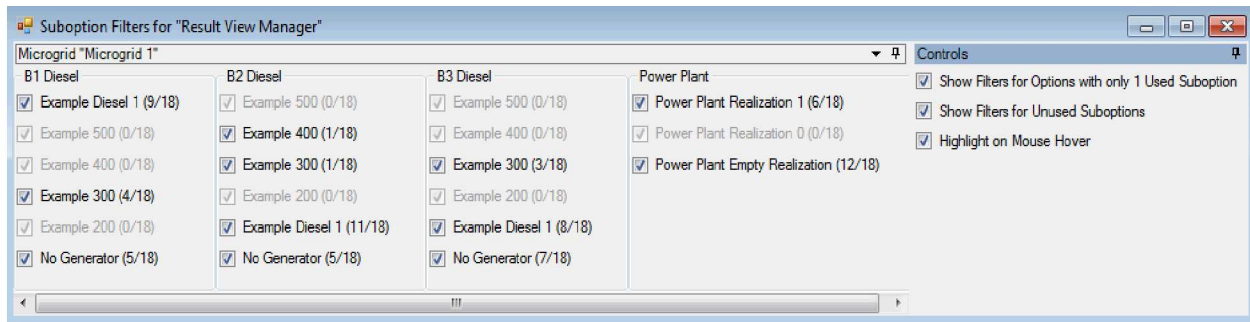 Suboption Filters for "Result View Manager"
Microgrid "Microgrid 1"
Controls
B1 Diesel
B2 Diesel
B3 Diesel
Power Plant
Example Diesel 1 (9/18)
Example 500 (0/18)
Example 400 (0/18)
Example 300 (4/18)
Example 200 (0/18)
No Generator (5/18)
Example 500 (0/18)
Example 400 (1/18)
Example 300 (1/18)
Example 200 (0/18)
Example Diesel 1 (11/18)
No Generator (5/18)
Example 500 (0/18)
Example 400 (0/18)
Example 300 (3/18)
Example 200 (0/18)
Example Diesel 1 (8/18)
No Generator (7/18)
Power Plant Realization 1 (6/18)
Power Plant Realization 0 (0/18)
Power Plant Empty Realization (12/18)
Show Filters for Options with only 1 Used Suboption
Show Filters for Unused Suboptions
Highlight on Mouse Hover